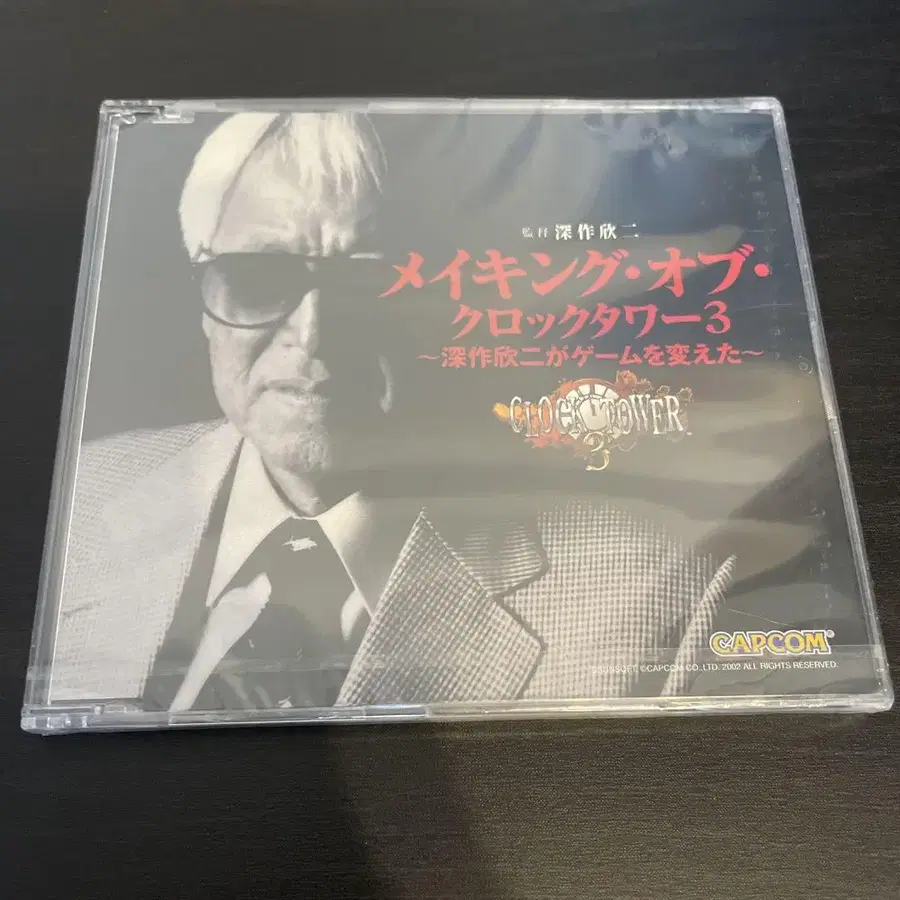 監督 深作欣二
メイキング・オブ・
クロックタワー3
～深作欣二がゲームを変えた～
CLOCK TOWER
3
CAPCOM®
©SUNSOFT ©CAPCOM CO.,LTD. 2002 ALL RIGHTS RESERVED.